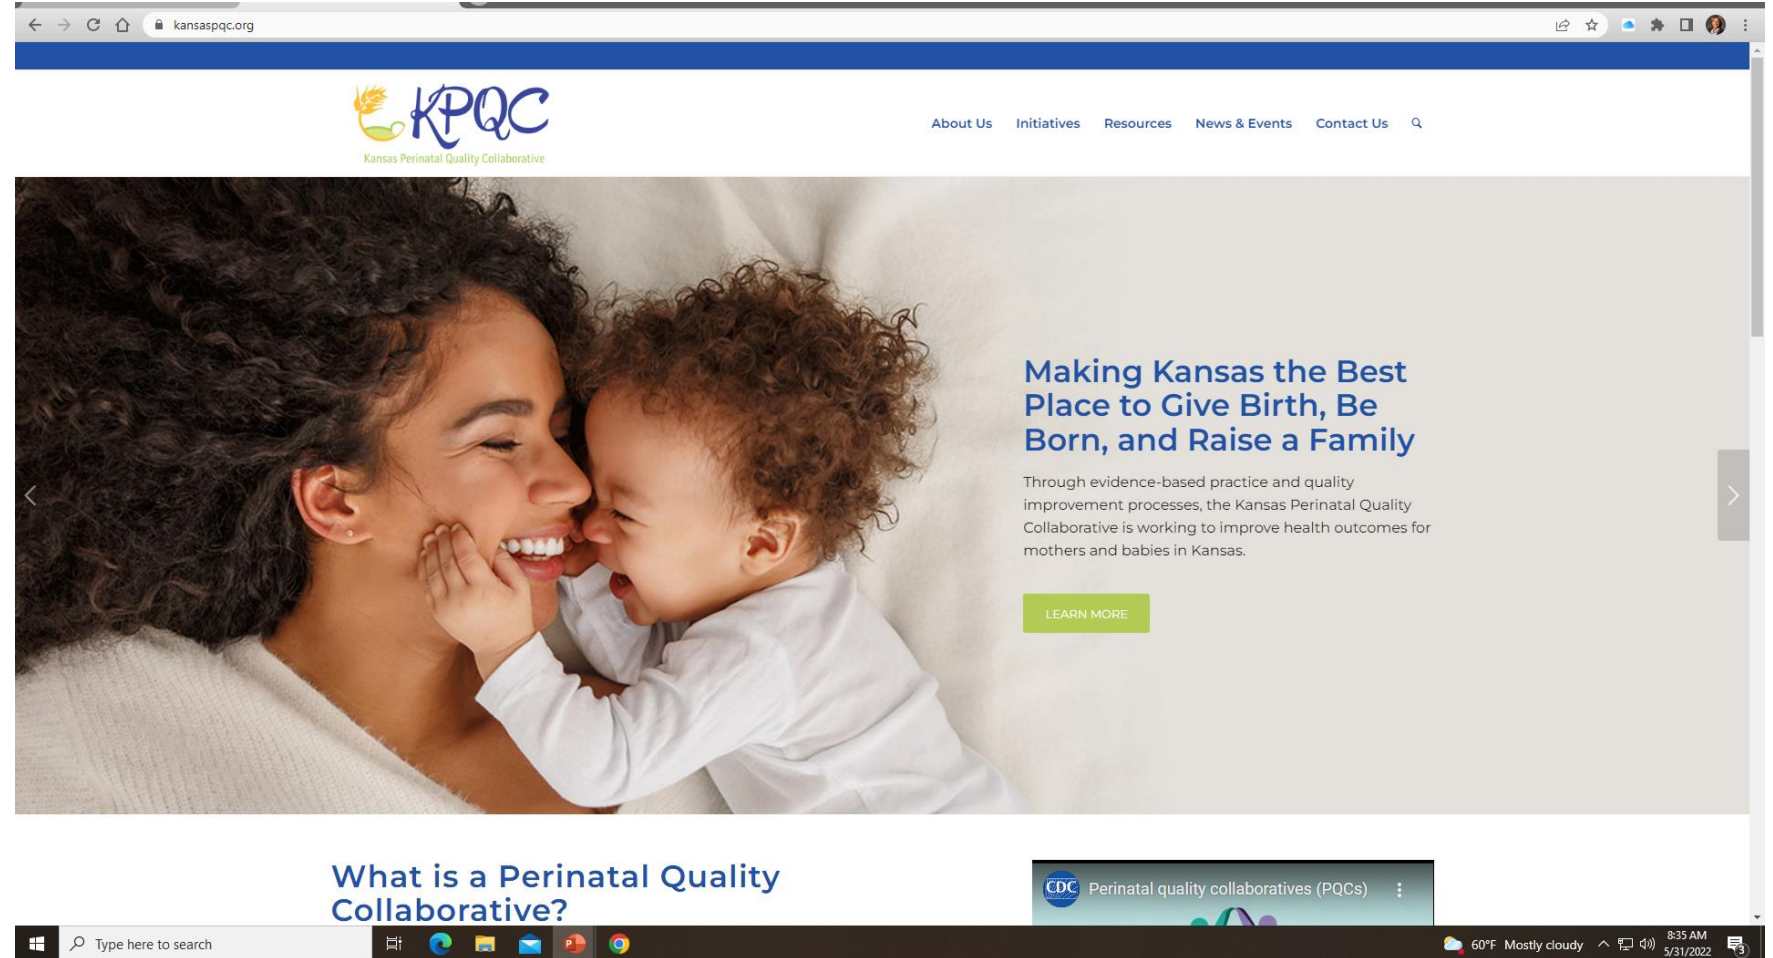 kansaspqc.org
KPQC
Kansas Perinatal Quality Collaborative
About Us Initiatives Resources News & Events Contact Us
Making Kansas the Best
Place to Give Birth, Be
Born, and Raise a Family
Through evidence-based practice and quality
improvement processes, the Kansas Perinatal Quality
Collaborative is working to improve health outcomes for
mothers and babies in Kansas.
LEARN MORE
What is a Perinatal Quality
Collaborative?
CDC Perinatal quality collaboratives (PQCs)
Type here to search
60°F Mostly cloudy
8:35 AM
5/31/2022
3